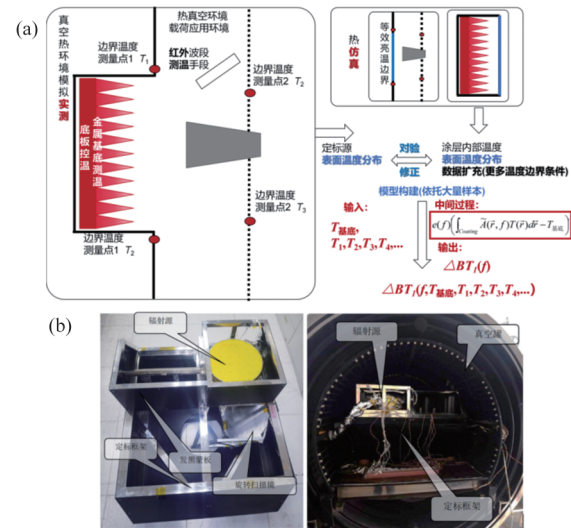 (a)
真空热环境模拟实测
边界温度
测量点1 T₁
热真空环境
载荷应用环境
红外波段
测温手段
边界温度
测量点2 T₂
底板控温
金属基底测温
边界温度
测量点1 T₂
边界温度
测量点2 T₃
热仿真
等效亮温边界
定标源
表面温度分布
对验
修正
涂层内部温度
表面温度分布
数据扩充(更多温度边界条件)
模型构建(依托大量样本)
输入:
T基底,
T₁,T₂,T₃,T₄,...
中间过程:
e(f)(∫Coating Ã(r̄,f)T(r̄)dr̄−T基底)
输出:
△BT_I(f)
△BT_I(f,T基底,T₁,T₂,T₃,T₄,...)
(b)
辐射源
定标框架
发射量板
旋转扫描镜
辐射源
真空罐
定标框架